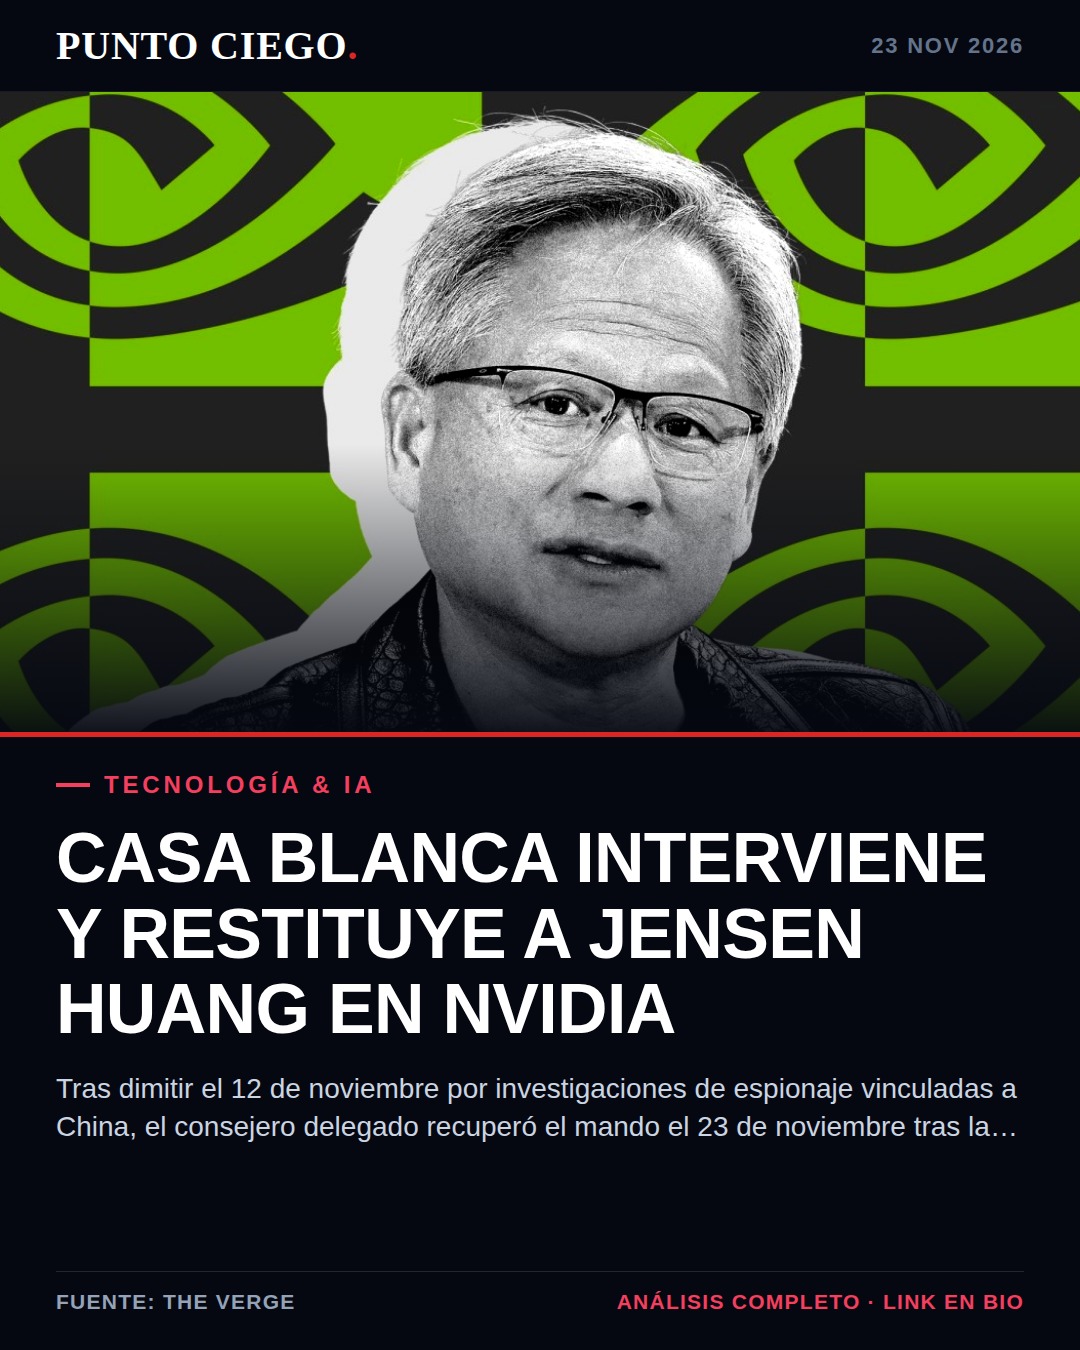 PUNTO CIEGO.
23 NOV 2026
TECNOLOGÍA & IA
CASA BLANCA INTERVIENE
Y RESTITUYE A JENSEN
HUANG EN NVIDIA
Tras dimitir el 12 de noviembre por investigaciones de espionaje vinculadas a
China, el consejero delegado recuperó el mando el 23 de noviembre tras la…
FUENTE: THE VERGE
ANÁLISIS COMPLETO · LINK EN BIO